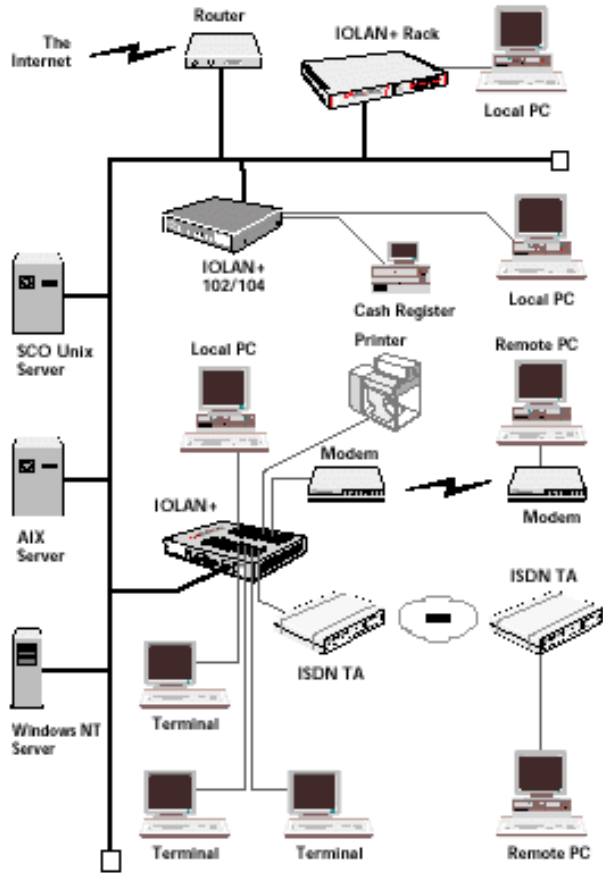 Router
The
Internet
IOLAN+ Rack
Local PC
IOLAN+
102/104
Cash Register
Local PC
SCO Unix
Server
Local PC
Printer
Remote PC
Modem
IOLAN+
Modem
AIX
Server
ISDN TA
ISDN TA
Terminal
Windows NT
Server
Terminal
Terminal
Remote PC